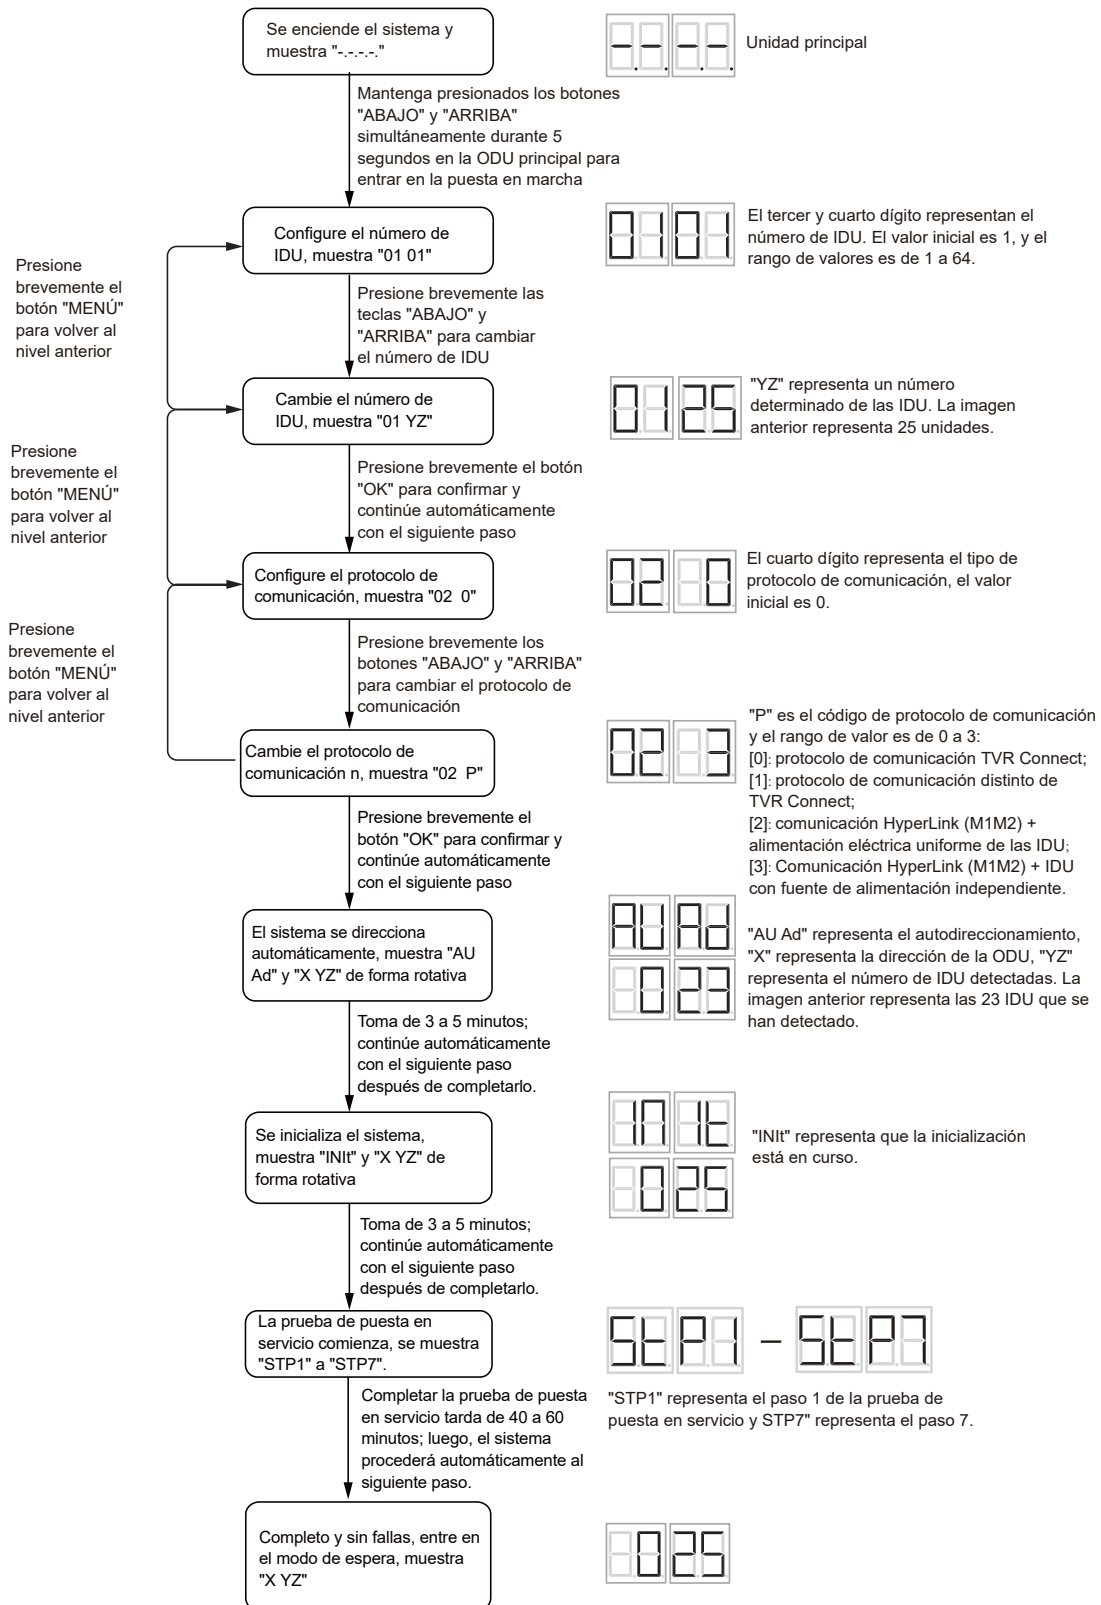 Se enciende el sistema y
muestra "-.-.-.-."
Unidad principal
Mantenga presionados los botones
"ABAJO" y "ARRIBA"
simultáneamente durante 5
segundos en la ODU principal para
entrar en la puesta en marcha
Configure el número de
IDU, muestra "01 01"
0101
El tercer y cuarto dígito representan el
número de IDU. El valor inicial es 1, y el
rango de valores es de 1 a 64.
Presione
brevemente el
botón "MENÚ"
para volver al
nivel anterior
Presione brevemente las
teclas "ABAJO" y
"ARRIBA" para cambiar
el número de IDU
Cambie el número de
IDU, muestra "01 YZ"
0125
"YZ" representa un número
determinado de las IDU. La imagen
anterior representa 25 unidades.
Presione
brevemente el
botón "MENÚ"
para volver al
nivel anterior
Presione brevemente el botón
"OK" para confirmar y
continúe automáticamente
con el siguiente paso
Configure el protocolo de
comunicación, muestra "02  0"
02 0
El cuarto dígito representa el tipo de
protocolo de comunicación, el valor
inicial es 0.
Presione
brevemente el
botón "MENÚ"
para volver al
nivel anterior
Presione brevemente los
botones "ABAJO" y "ARRIBA"
para cambiar el protocolo de
comunicación
Cambie el protocolo de
comunicación n, muestra "02  P"
02 3
"P" es el código de protocolo de comunicación
y el rango de valor es de 0 a 3:
[0]: protocolo de comunicación TVR Connect;
[1]: protocolo de comunicación distinto de
TVR Connect;
[2]: comunicación HyperLink (M1M2) +
alimentación eléctrica uniforme de las IDU;
[3]: Comunicación HyperLink (M1M2) + IDU
con fuente de alimentación independiente.
Presione brevemente el
botón "OK" para confirmar y
continúe automáticamente
con el siguiente paso
El sistema se direcciona
automáticamente, muestra "AU
Ad" y "X YZ" de forma rotativa
AU Ad
023
"AU Ad" representa el autodireccionamiento,
"X" representa la dirección de la ODU, "YZ"
representa el número de IDU detectadas. La
imagen anterior representa las 23 IDU que se
han detectado.
Toma de 3 a 5 minutos;
continúe automáticamente
con el siguiente paso
después de completarlo.
Se inicializa el sistema,
muestra "INIt" y "X YZ" de
forma rotativa
INIt
025
"INIt" representa que la inicialización
está en curso.
Toma de 3 a 5 minutos;
continúe automáticamente
con el siguiente paso
después de completarlo.
La prueba de puesta en
servicio comienza, se muestra
"STP1" a "STP7".
StP1 – StP7
"STP1" representa el paso 1 de la prueba de
puesta en servicio y STP7" representa el paso 7.
Completar la prueba de puesta
en servicio tarda de 40 a 60
minutos; luego, el sistema
procederá automáticamente al
siguiente paso.
Completo y sin fallas, entre en
el modo de espera, muestra
"X YZ"
025